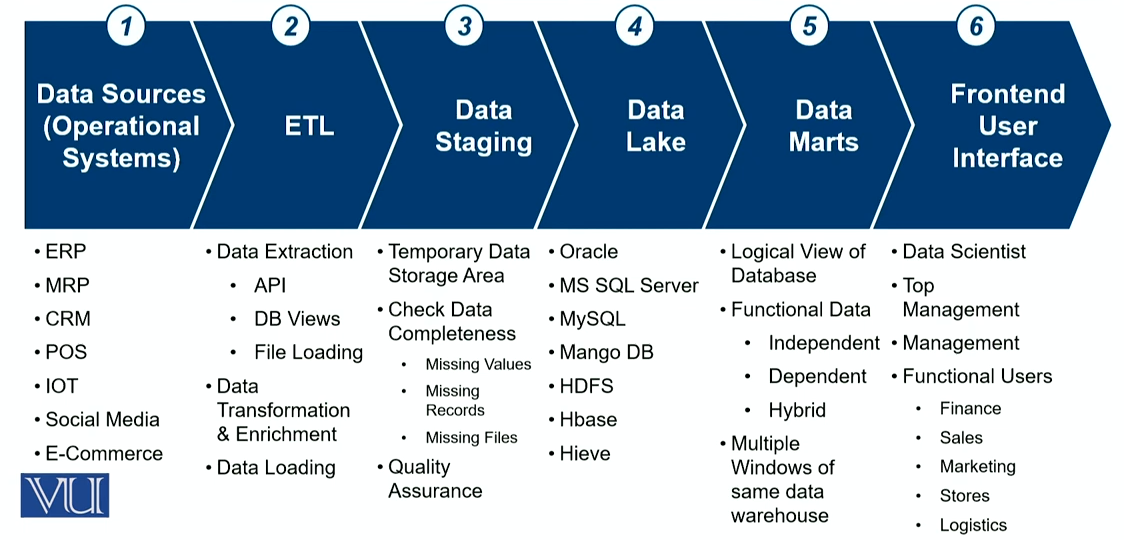 1
Data Sources
(Operational
Systems)
• ERP
• MRP
• CRM
• POS
• IOT
• Social Media
• E-Commerce
2
ETL
• Data Extraction
• API
• DB Views
• File Loading
• Data
Transformation
& Enrichment
• Data Loading
3
Data
Staging
• Temporary Data
Storage Area
• Check Data
Completeness
• Missing Values
• Missing
Records
• Missing Files
• Quality
Assurance
4
Data
Lake
• Oracle
• MS SQL Server
• MySQL
• Mango DB
• HDFS
• Hbase
• Hieve
5
Data
Marts
• Logical View of
Database
• Functional Data
• Independent
• Dependent
• Hybrid
• Multiple
Windows of
same data
warehouse
6
Frontend
User
Interface
• Data Scientist
• Top
Management
• Management
• Functional Users
• Finance
• Sales
• Marketing
• Stores
• Logistics
VU